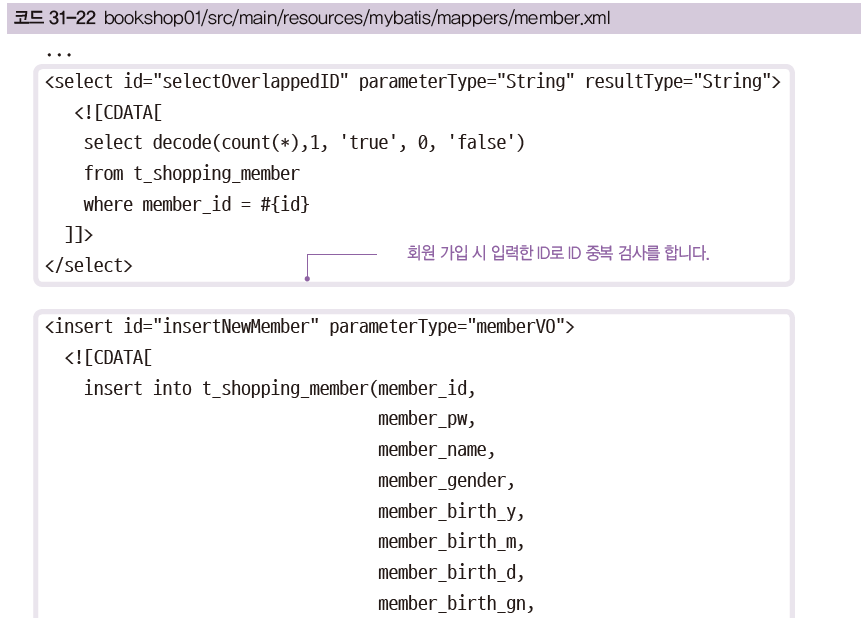 코드 31-22 bookshop01/src/main/resources/mybatis/mappers/member.xml
...
<select id="selectOverlappedID" parameterType="String" resultType="String">
<![CDATA[
select decode(count(*),1, 'true', 0, 'false')
from t_shopping_member
where member_id = #{id}
]]>
회원 가입 시 입력한 ID로 ID 중복 검사를 합니다.
</select>
<insert id="insertNewMember" parameterType="memberVO">
<![CDATA[
insert into t_shopping_member(member_id,
member_pw,
member_name,
member_gender,
member_birth_y,
member_birth_m,
member_birth_d,
member_birth_gn,